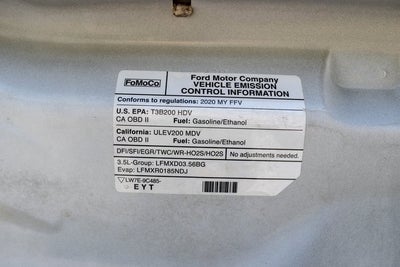 FoMoCo
Ford Motor Company
VEHICLE EMISSION
CONTROL INFORMATION
Conforms to regulations: 2020 MY FFV
U.S. EPA: T3B200 HDV
CA OBD II Fuel: Gasoline/Ethanol
California: ULEV200 MDV
CA OBD II Fuel: Gasoline/Ethanol
DFI/SFI/EGR/TWC/WR-HO2S/HO2S No adjustments needed.
3.5L-Group: LFMXD03.56BG
Evap: LFMXR0185NDJ
LW7E-9C485-
EYT